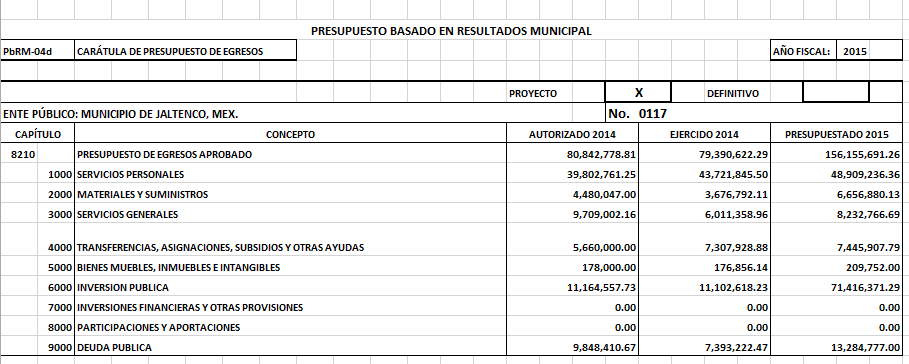 PRESUPUESTO BASADO EN RESULTADOS MUNICIPAL
PbRM-04d CARÁTULA DE PRESUPUESTO DE EGRESOS AÑO FISCAL: 2015
PROYECTO X DEFINITIVO
ENTE PÚBLICO: MUNICIPIO DE JALTENCO, MEX. No. 0117
CAPÍTULO CONCEPTO AUTORIZADO 2014 EJERCIDO 2014 PRESUPUESTADO 2015
8210 PRESUPUESTO DE EGRESOS APROBADO 80,842,778.81 79,390,622.29 156,155,691.26
1000 SERVICIOS PERSONALES 39,802,761.25 43,721,845.50 48,909,236.36
2000 MATERIALES Y SUMINISTROS 4,480,047.00 3,676,792.11 6,656,880.13
3000 SERVICIOS GENERALES 9,709,002.16 6,011,358.96 8,232,766.69
4000 TRANSFERENCIAS, ASIGNACIONES, SUBSIDIOS Y OTRAS AYUDAS 5,660,000.00 7,307,928.88 7,445,907.79
5000 BIENES MUEBLES, INMUEBLES E INTANGIBLES 178,000.00 176,856.14 209,752.00
6000 INVERSION PUBLICA 11,164,557.73 11,102,618.23 71,416,371.29
7000 INVERSIONES FINANCIERAS Y OTRAS PROVISIONES 0.00 0.00 0.00
8000 PARTICIPACIONES Y APORTACIONES 0.00 0.00 0.00
9000 DEUDA PUBLICA 9,848,410.67 7,393,222.47 13,284,777.00